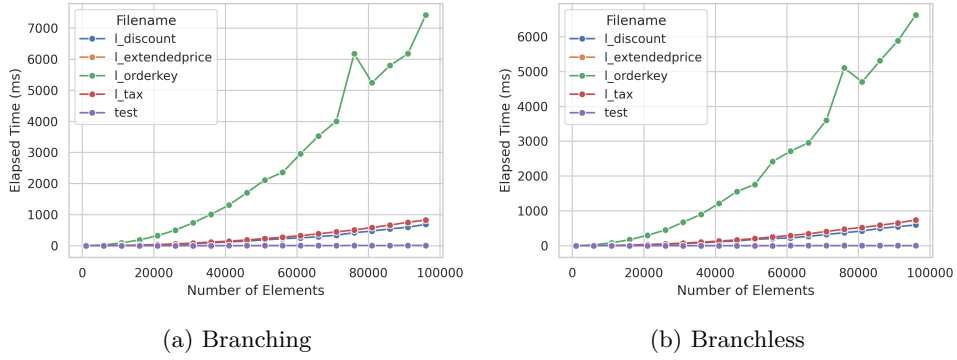 Filename
l_discount
l_extendedprice
l_orderkey
l_tax
test
Elapsed Time (ms)
7000
6000
5000
4000
3000
2000
1000
0
0 20000 40000 60000 80000 100000
Number of Elements
(a) Branching
Filename
l_discount
l_extendedprice
l_orderkey
l_tax
test
Elapsed Time (ms)
6000
5000
4000
3000
2000
1000
0
0 20000 40000 60000 80000 100000
Number of Elements
(b) Branchless